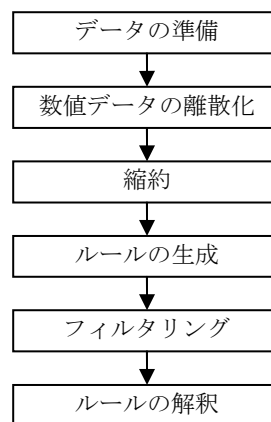 データの準備
数値データの離散化
縮約
ルールの生成
フィルタリング
ルールの解釈